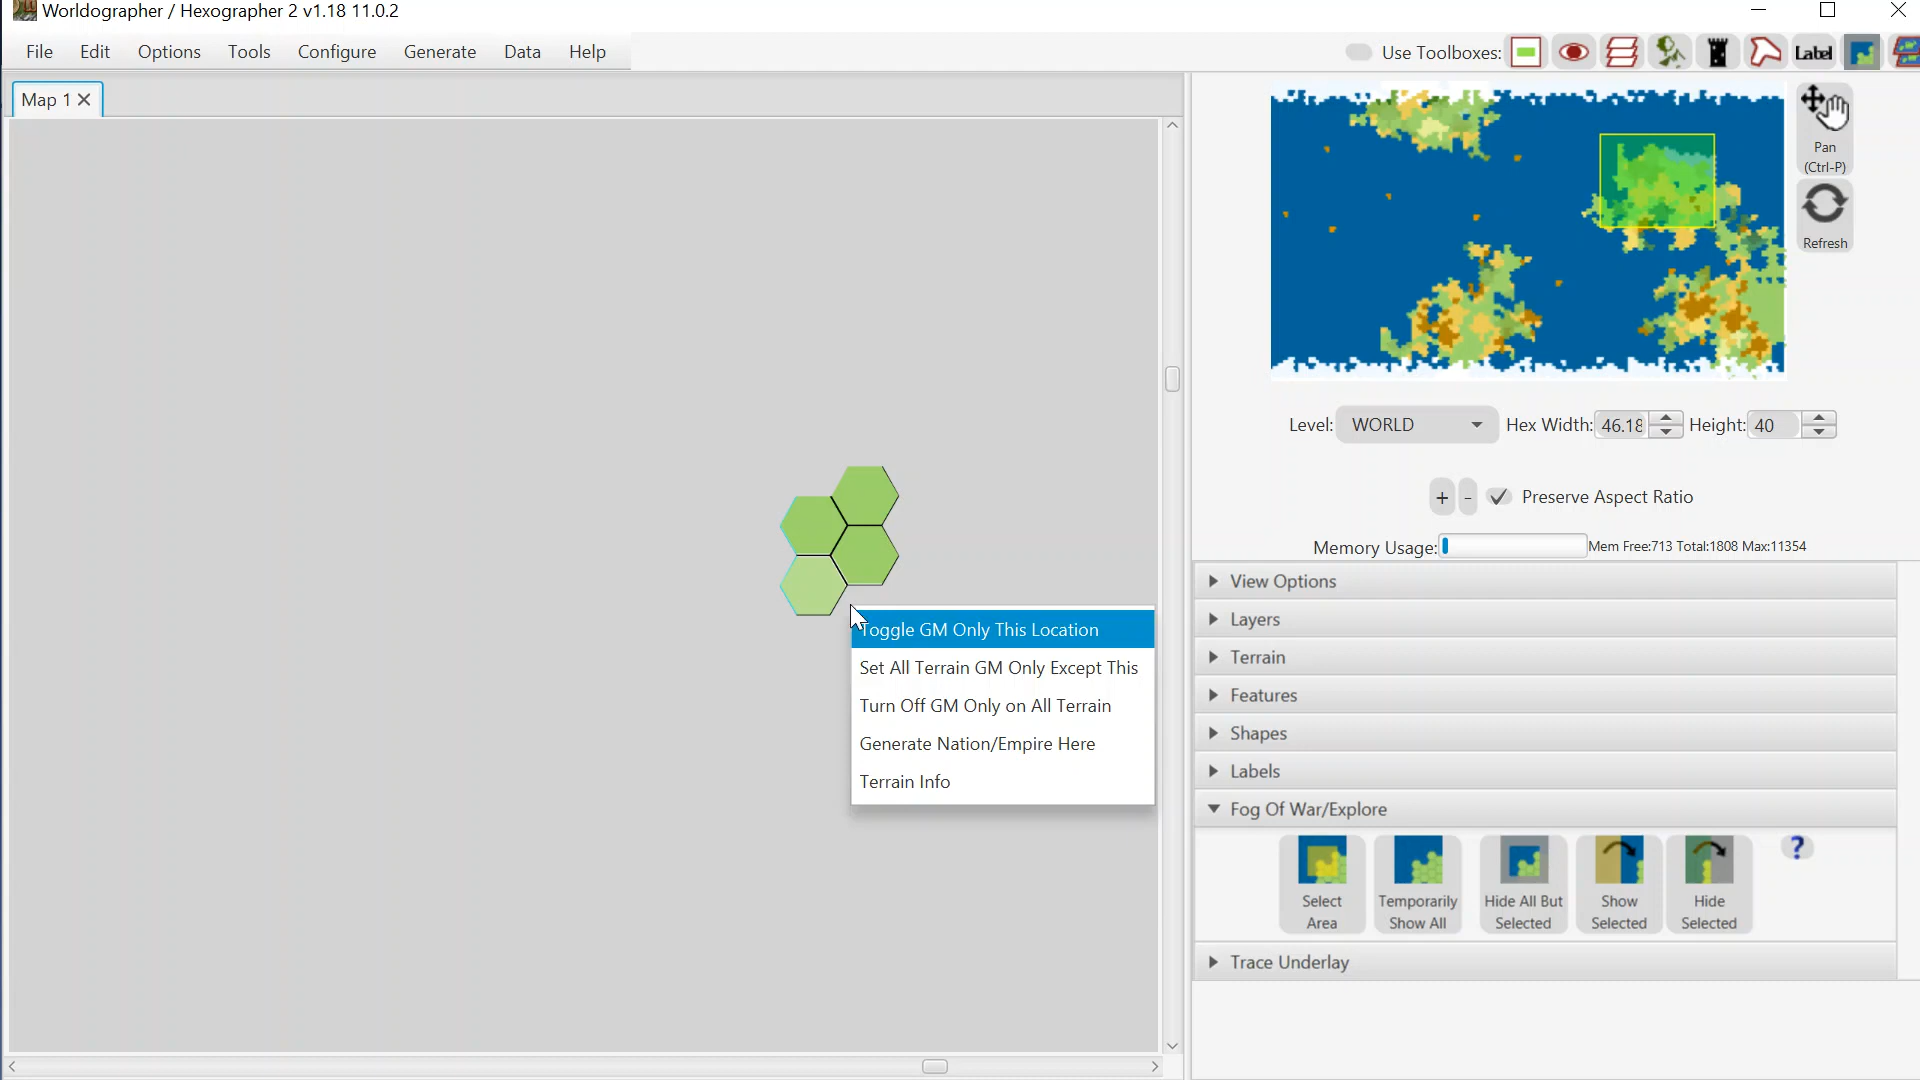 Worldographer / Hexographer 2 v1.18 11.0.2
File Edit Options Tools Configure Generate Data Help
Use Toolboxes:
Label
Map 1
Pan
(Ctrl-P)
Refresh
Level: WORLD Hex Width: 46.18 Height: 40
+ - Preserve Aspect Ratio
Memory Usage: Mem Free:713 Total:1808 Max:11354
Toggle GM Only This Location
Set All Terrain GM Only Except This
Turn Off GM Only on All Terrain
Generate Nation/Empire Here
Terrain Info
View Options
Layers
Terrain
Features
Shapes
Labels
Fog Of War/Explore
Select
Area
Temporarily
Show All
Hide All But
Selected
Show
Selected
Hide
Selected
?
Trace Underlay